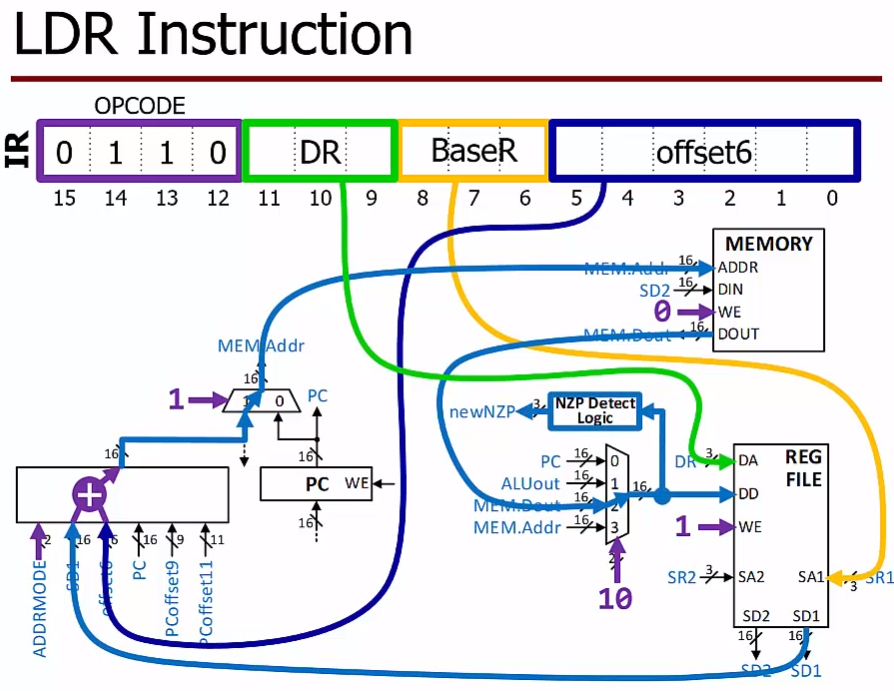 LDR Instruction
OPCODE
IR
0 1 1 0 DR BaseR offset6
15 14 13 12 11 10 9 8 7 6 5 4 3 2 1 0
MEMORY
MEM.Addr 16 ADDR
SD2 16 DIN
0 WE
MEM.Dout 16 DOUT
MEM.Addr
16
1 1 0 PC
newNZP 3 NZP Detect
Logic
16 16
PC WE
16
PC 16 0
ALUout 16 1
MEM.Dout 16 2 16
MEM.Addr 16 3
2
10
REG
FILE
DR 3 DA
DD
1 WE
SR2 3 SA2 SA1 3 SR1
SD2 SD1
16 16
SD2 SD1
+
2 16 6 16 9 11
ADDRMODE
SD1
offset6
PC
PCoffset9
PCoffset11